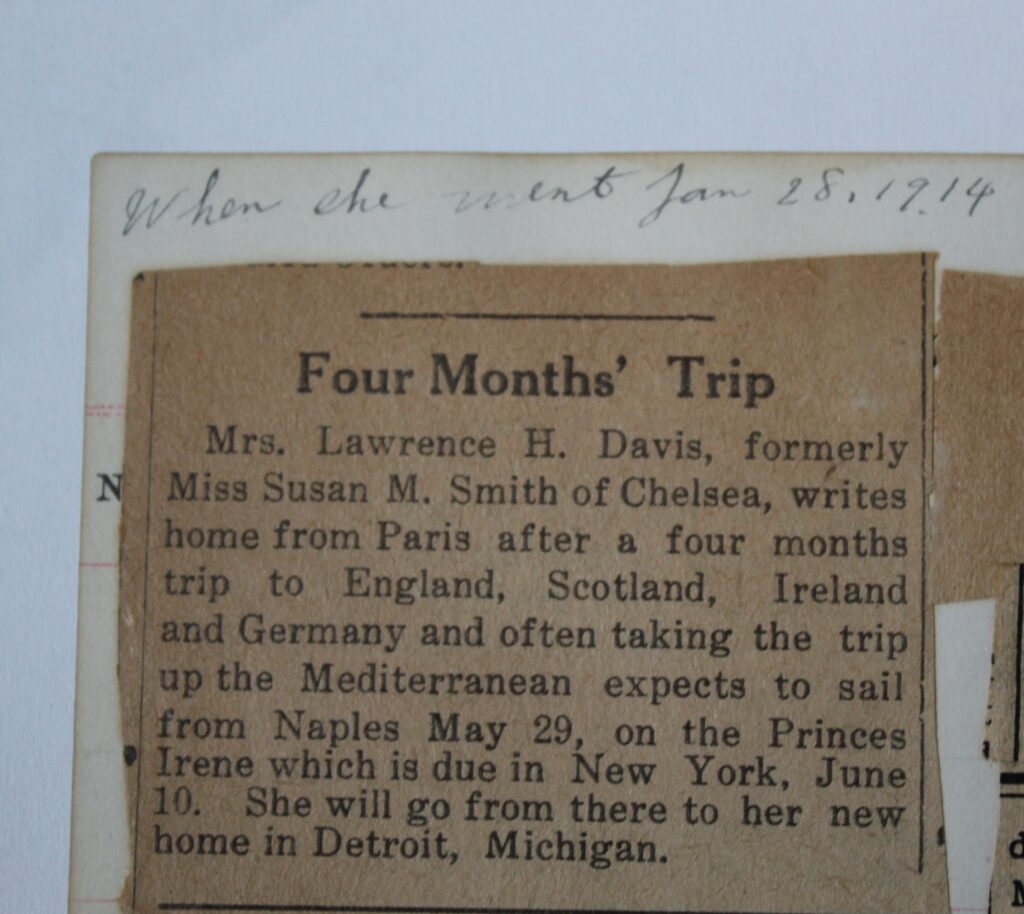 When she went Jan 28, 1914
Four Months' Trip
Mrs. Lawrence H. Davis, formerly
Miss Susan M. Smith of Chelsea, writes
home from Paris after a four months
trip to England, Scotland, Ireland
and Germany and often taking the trip
up the Mediterranean expects to sail
from Naples May 29, on the Princes
Irene which is due in New York, June
10. She will go from there to her new
home in Detroit, Michigan.
N
d
M